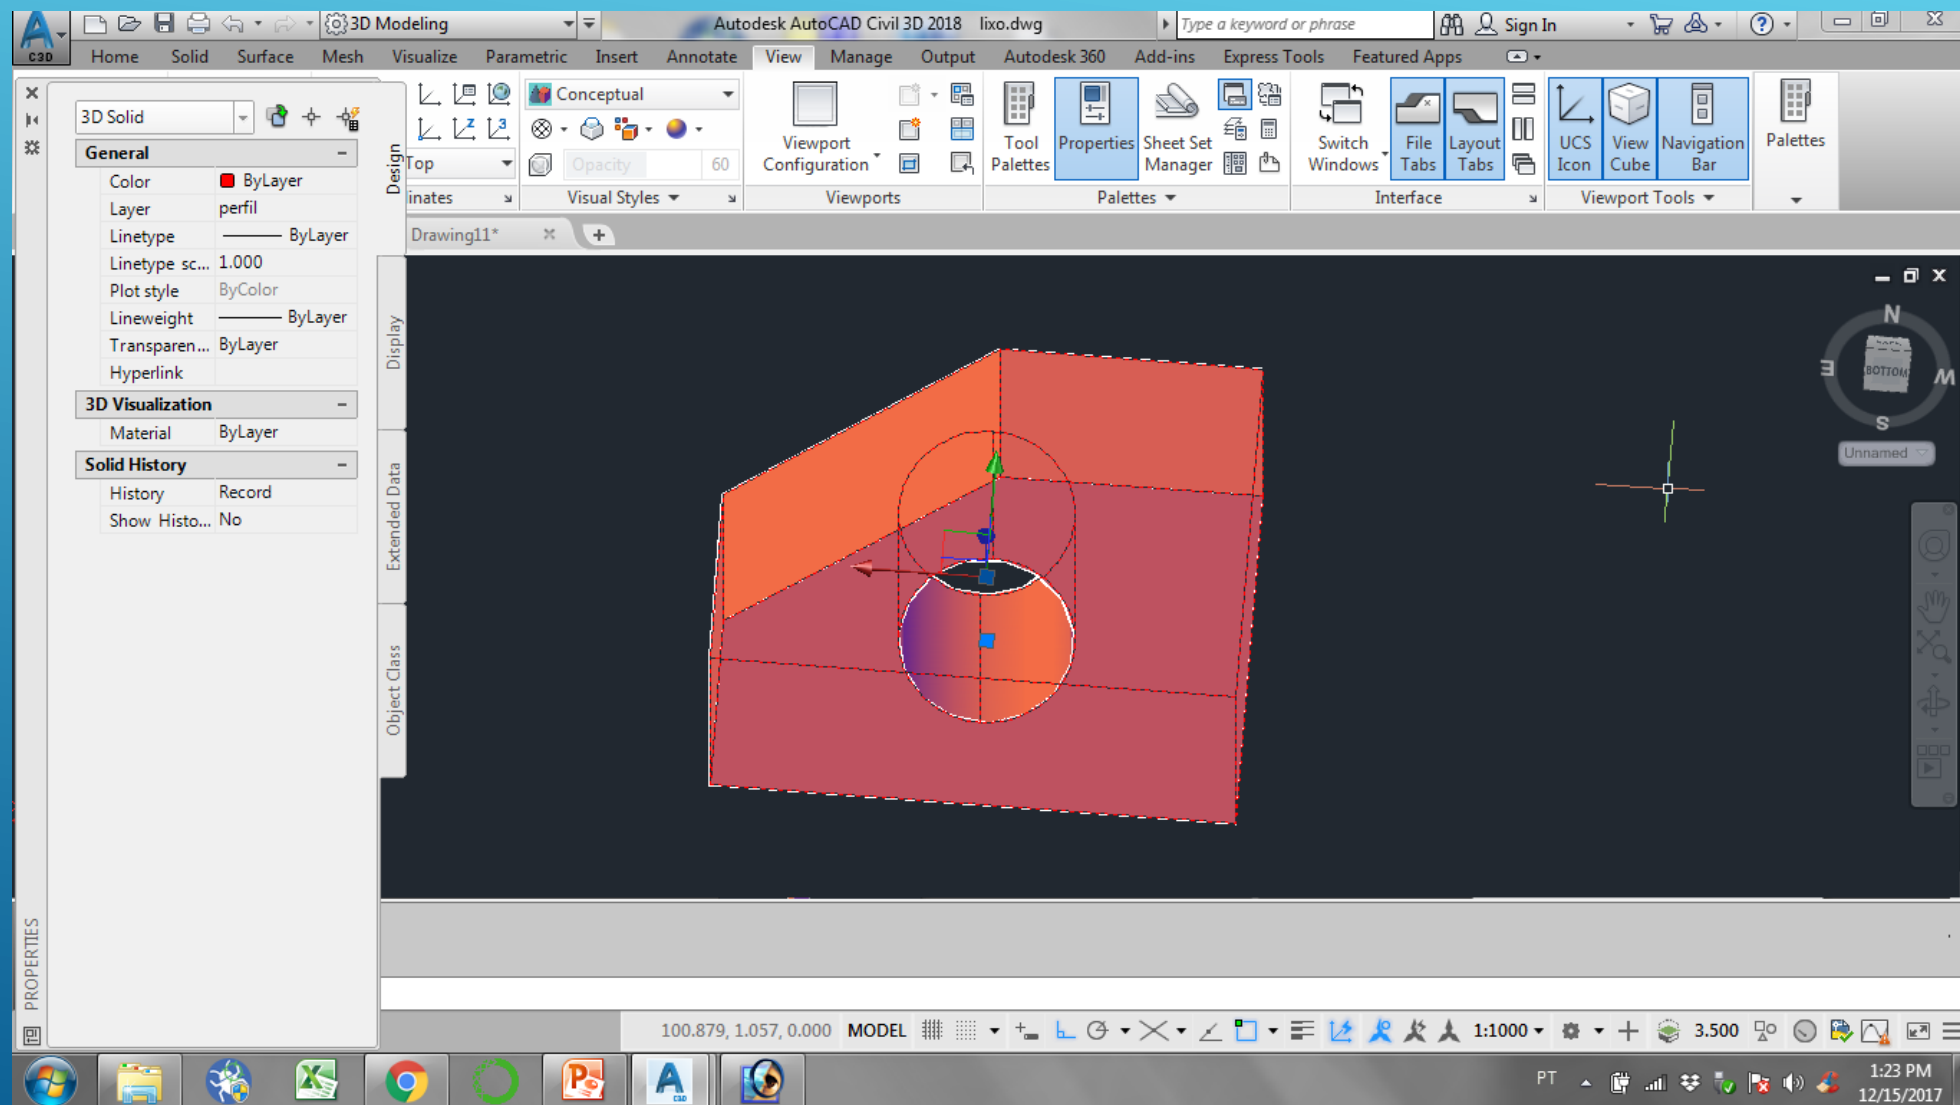 3D Modeling
Autodesk AutoCAD Civil 3D 2018 lixo.dwg
Type a keyword or phrase
Sign In
C3D
Home Solid Surface Mesh Visualize Parametric Insert Annotate View Manage Output Autodesk 360 Add-ins Express Tools Featured Apps
3D Solid
General
Color ByLayer
Layer perfil
Linetype ByLayer
Linetype sc... 1.000
Plot style ByColor
Lineweight ByLayer
Transparen... ByLayer
Hyperlink
3D Visualization
Material ByLayer
Solid History
History Record
Show Histo... No
Design
Display
Extended Data
Object Class
PROPERTIES
Top
inates
Conceptual
Opacity 60
Visual Styles
Viewport
Configuration
Viewports
Tool
Palettes
Properties
Sheet Set
Manager
Palettes
Switch
Windows
File
Tabs
Layout
Tabs
Interface
UCS
Icon
View
Cube
Navigation
Bar
Viewport Tools
Palettes
Drawing11*
N
E
BOTTOM
W
S
Unnamed
100.879, 1.057, 0.000 MODEL
1:1000
3.500
PT
1:23 PM
12/15/2017